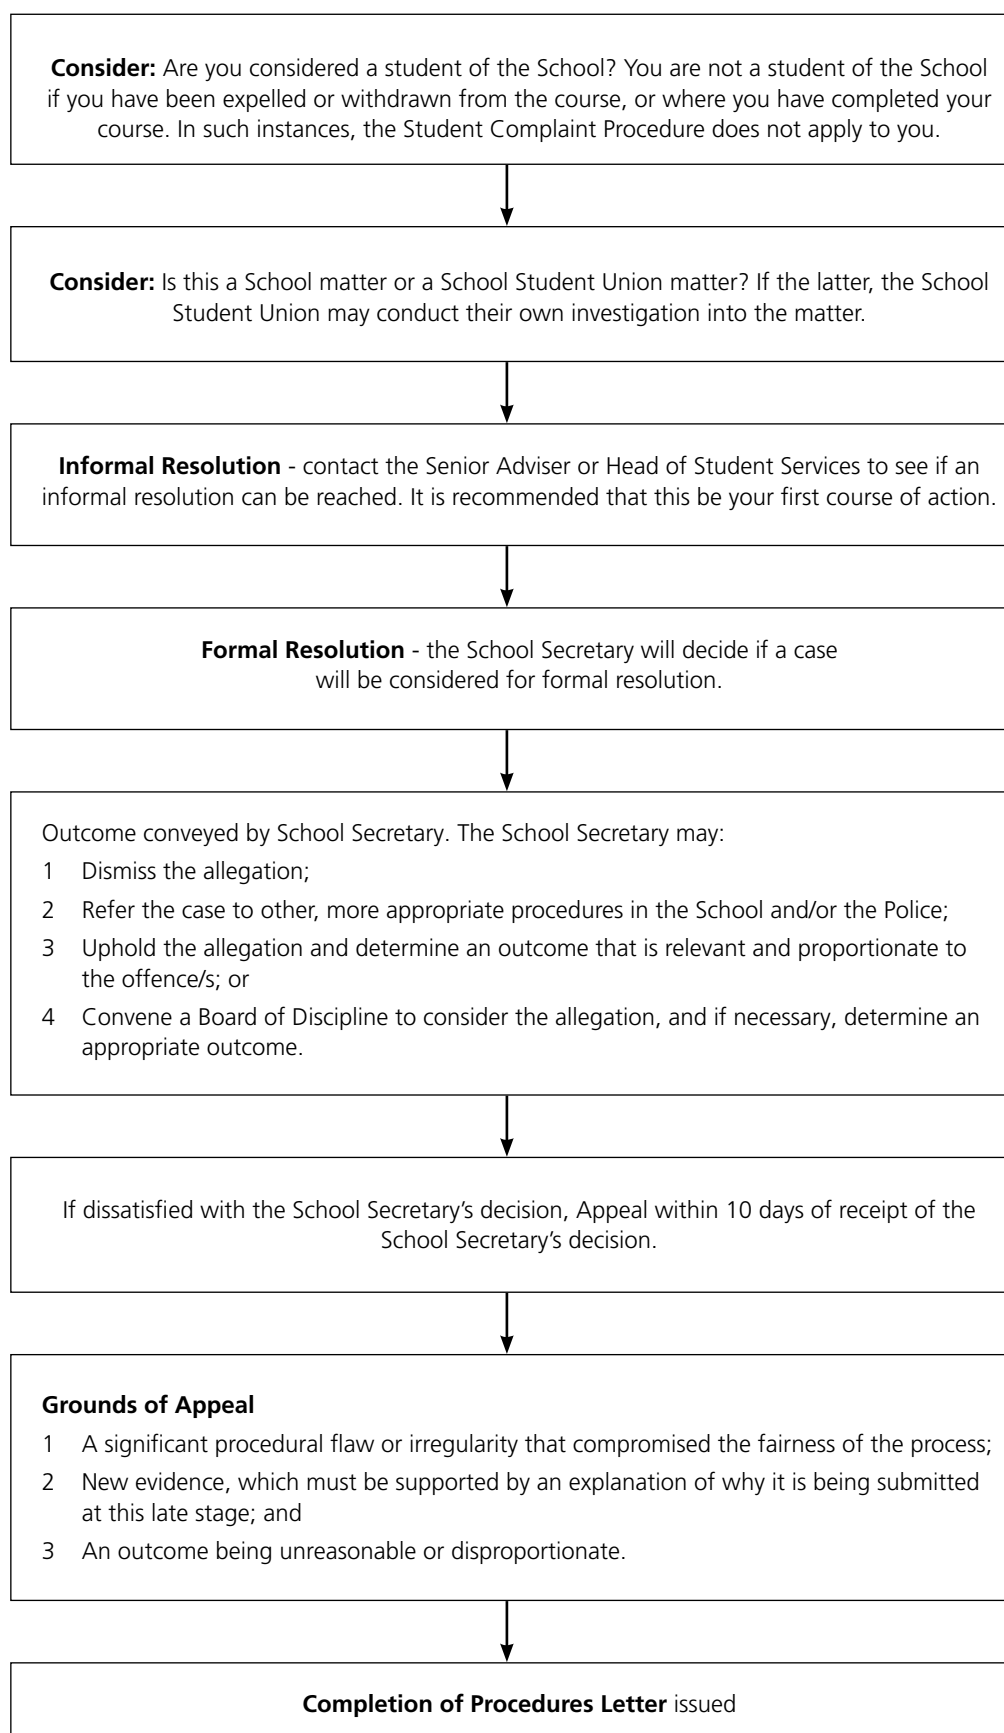 Consider: Are you considered a student of the School? You are not a student of the School
if you have been expelled or withdrawn from the course, or where you have completed your
course. In such instances, the Student Complaint Procedure does not apply to you.
Consider: Is this a School matter or a School Student Union matter? If the latter, the School
Student Union may conduct their own investigation into the matter.
Informal Resolution - contact the Senior Adviser or Head of Student Services to see if an
informal resolution can be reached. It is recommended that this be your first course of action.
Formal Resolution - the School Secretary will decide if a case
will be considered for formal resolution.
Outcome conveyed by School Secretary. The School Secretary may:
1 Dismiss the allegation;
2 Refer the case to other, more appropriate procedures in the School and/or the Police;
3 Uphold the allegation and determine an outcome that is relevant and proportionate to
the offence/s; or
4 Convene a Board of Discipline to consider the allegation, and if necessary, determine an
appropriate outcome.
If dissatisfied with the School Secretary’s decision, Appeal within 10 days of receipt of the
School Secretary’s decision.
Grounds of Appeal
1 A significant procedural flaw or irregularity that compromised the fairness of the process;
2 New evidence, which must be supported by an explanation of why it is being submitted
at this late stage; and
3 An outcome being unreasonable or disproportionate.
Completion of Procedures Letter issued